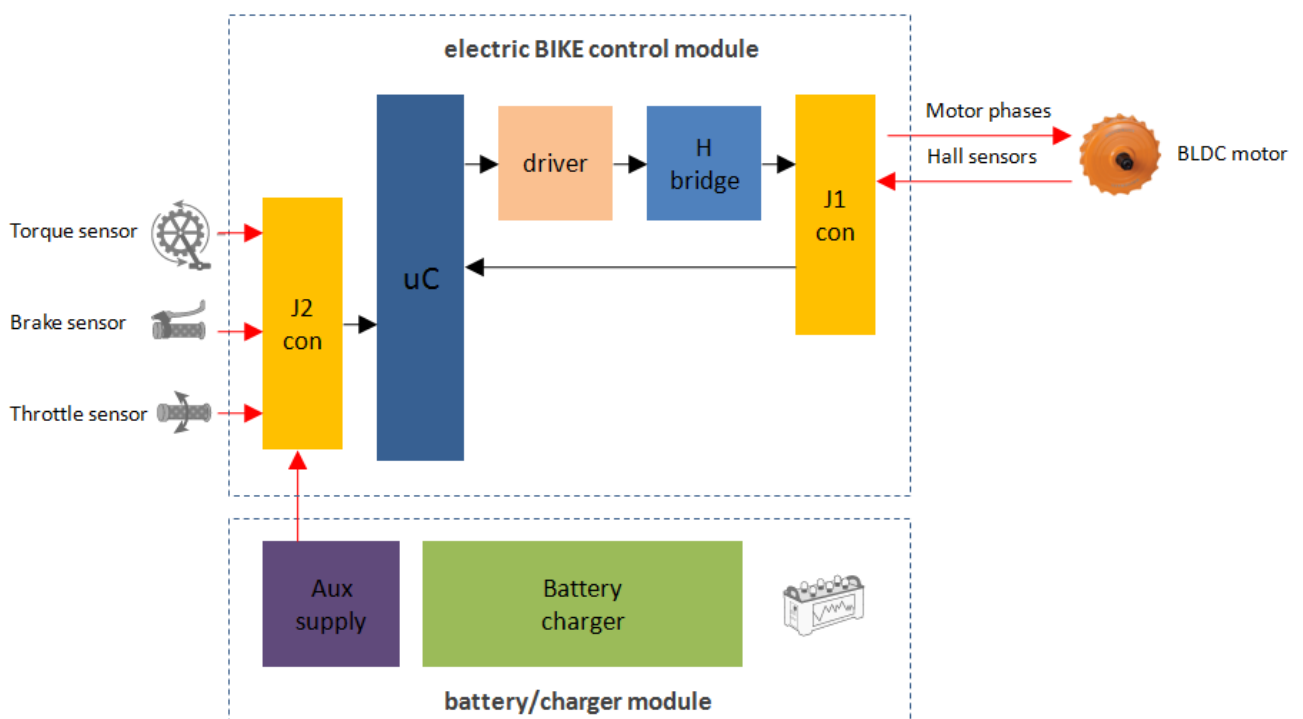 electric BIKE control module
driver
H
bridge
J1
con
Motor phases
Hall sensors
BLDC motor
Torque sensor
Brake sensor
Throttle sensor
J2
con
uC
Aux
supply
Battery
charger
battery/charger module